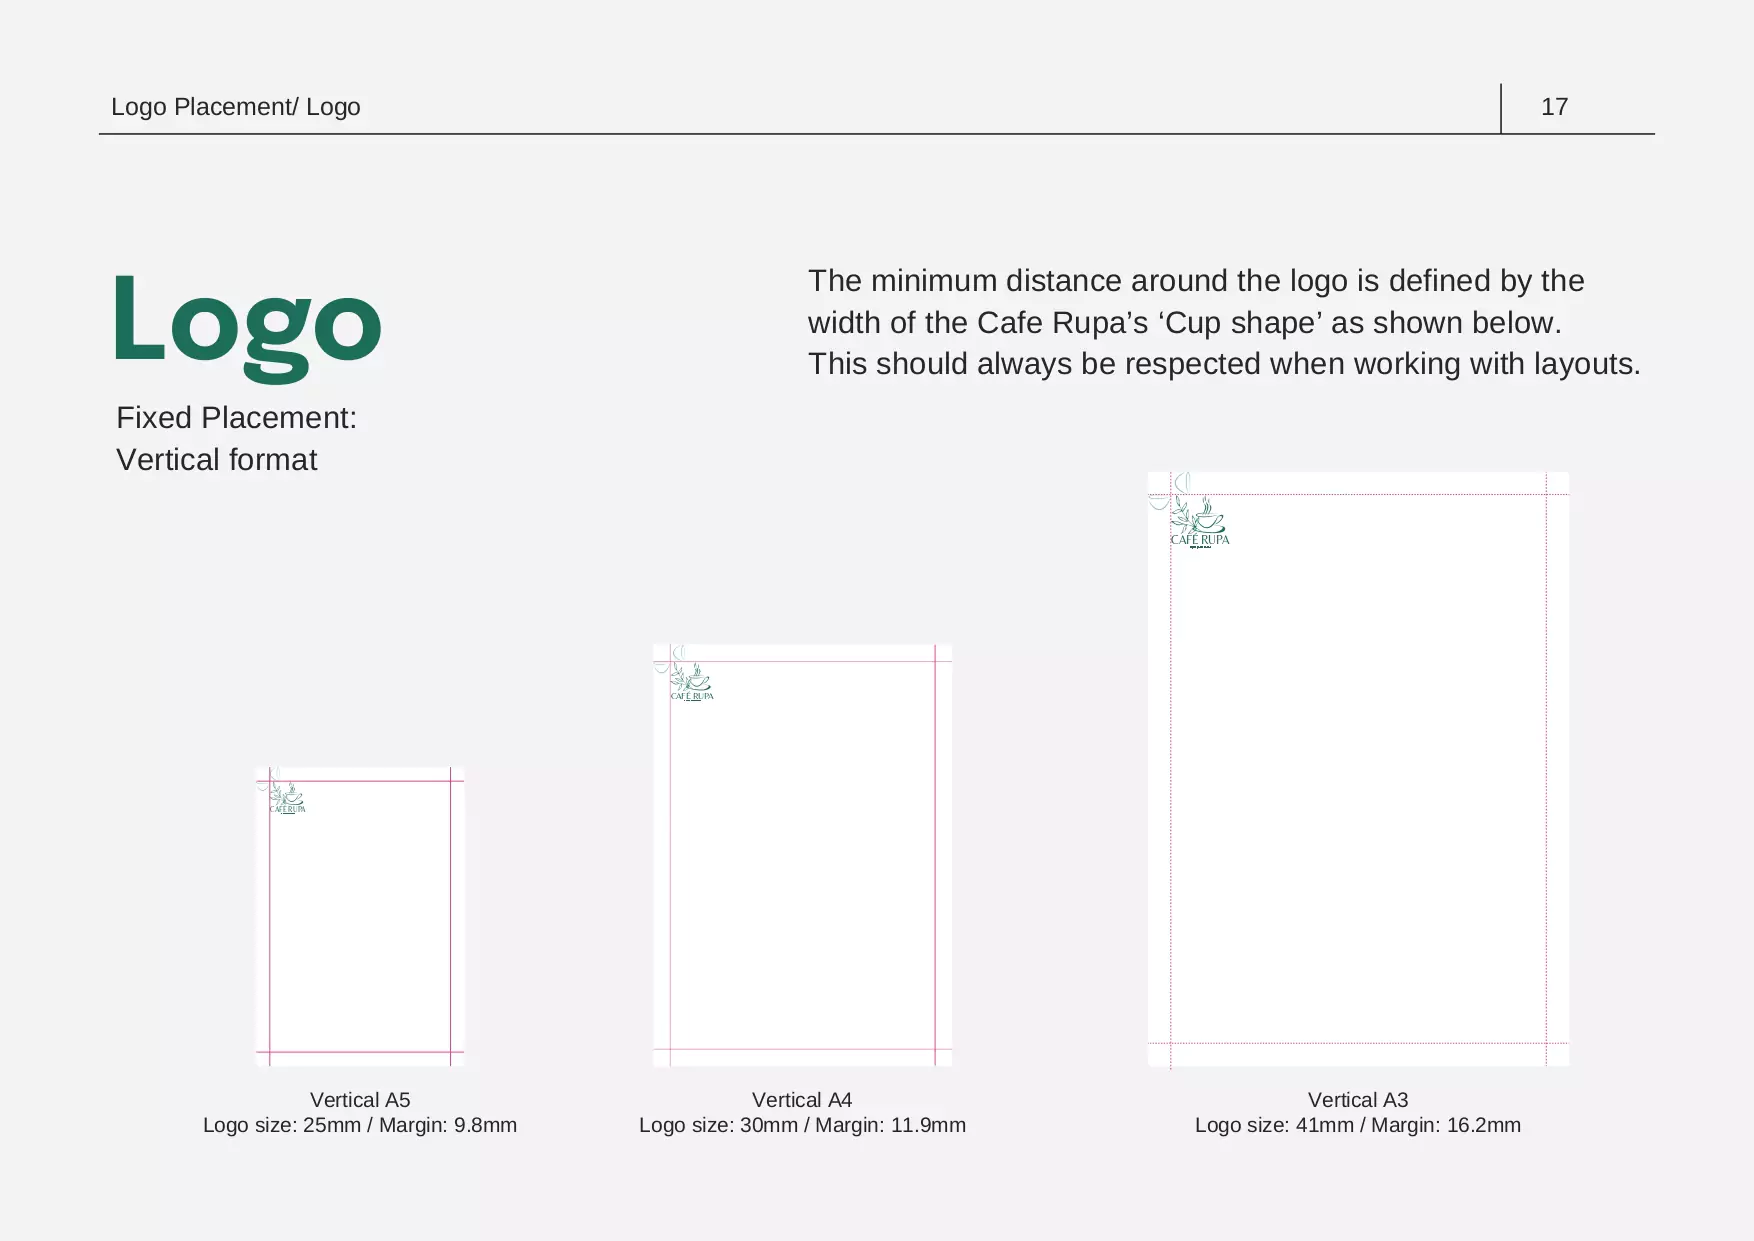 Logo Placement/ Logo
17
Logo
Fixed Placement:
Vertical format
The minimum distance around the logo is defined by the
width of the Cafe Rupa’s ‘Cup shape’ as shown below.
This should always be respected when working with layouts.
CAFÉ RUPA
CAFÉ RUPA
CAFÉ RUPA
Vertical A5
Logo size: 25mm / Margin: 9.8mm
Vertical A4
Logo size: 30mm / Margin: 11.9mm
Vertical A3
Logo size: 41mm / Margin: 16.2mm